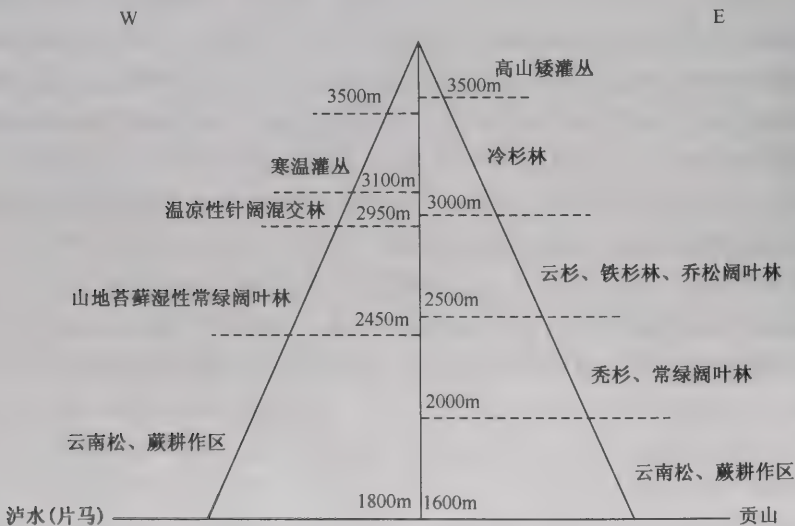 W
E
高山矮灌丛
3500m
3500m
冷杉林
寒温灌丛
3100m
3000m
温凉性针阔混交林
2950m
云杉、铁杉林、乔松阔叶林
山地苔藓湿性常绿阔叶林
2500m
2450m
秃杉、常绿阔叶林
2000m
云南松、蕨耕作区
云南松、蕨耕作区
1800m
1600m
泸水(片马)
贡山